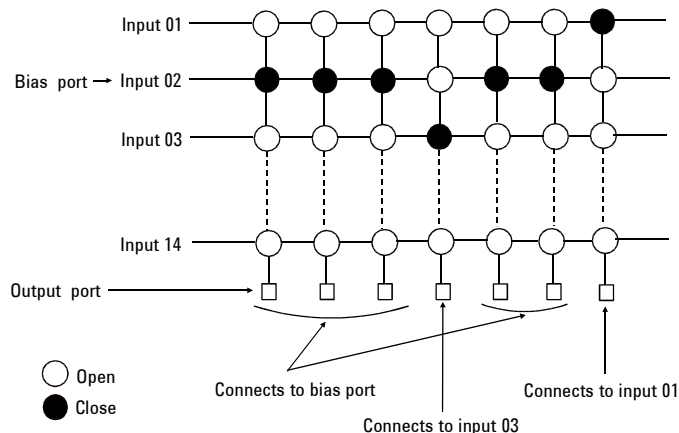 Input 01
Bias port
Input 02
Input 03
Input 14
Output port
Open
Close
Connects to bias port
Connects to input 03
Connects to input 01